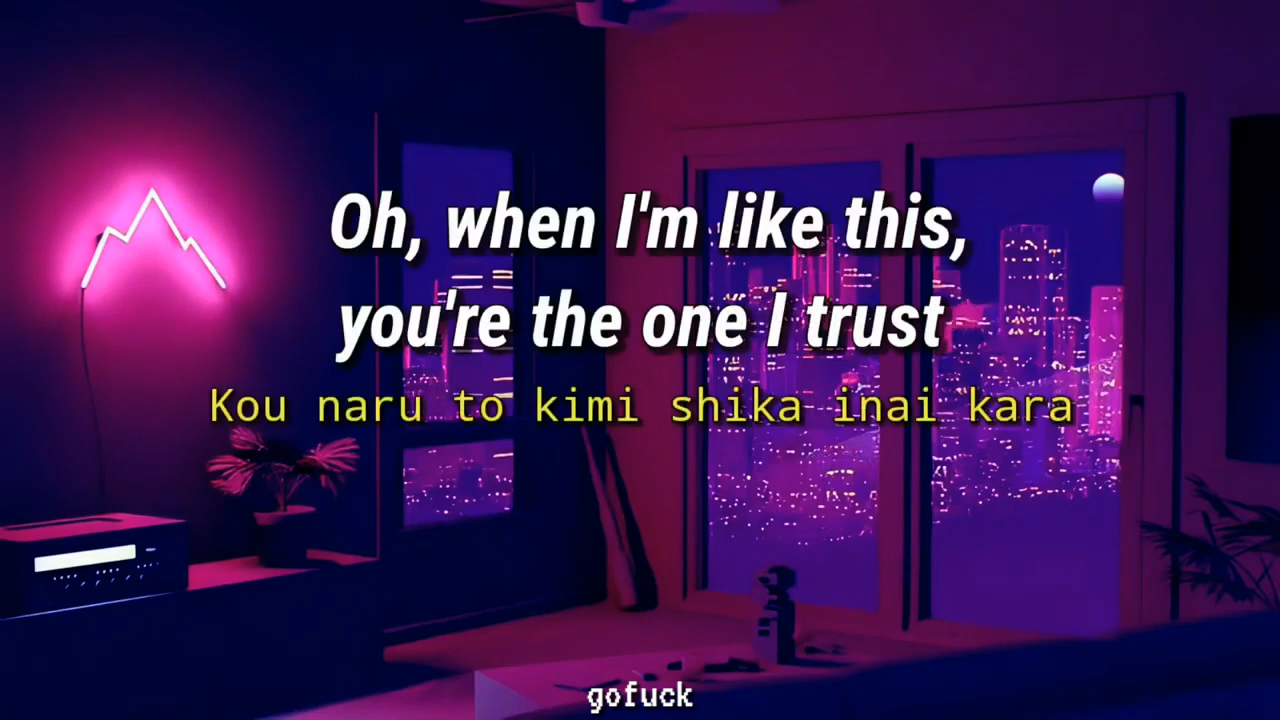 Oh, when I'm like this,
you're the one I trust
Kou naru to kimi shika inai kara
gofuck